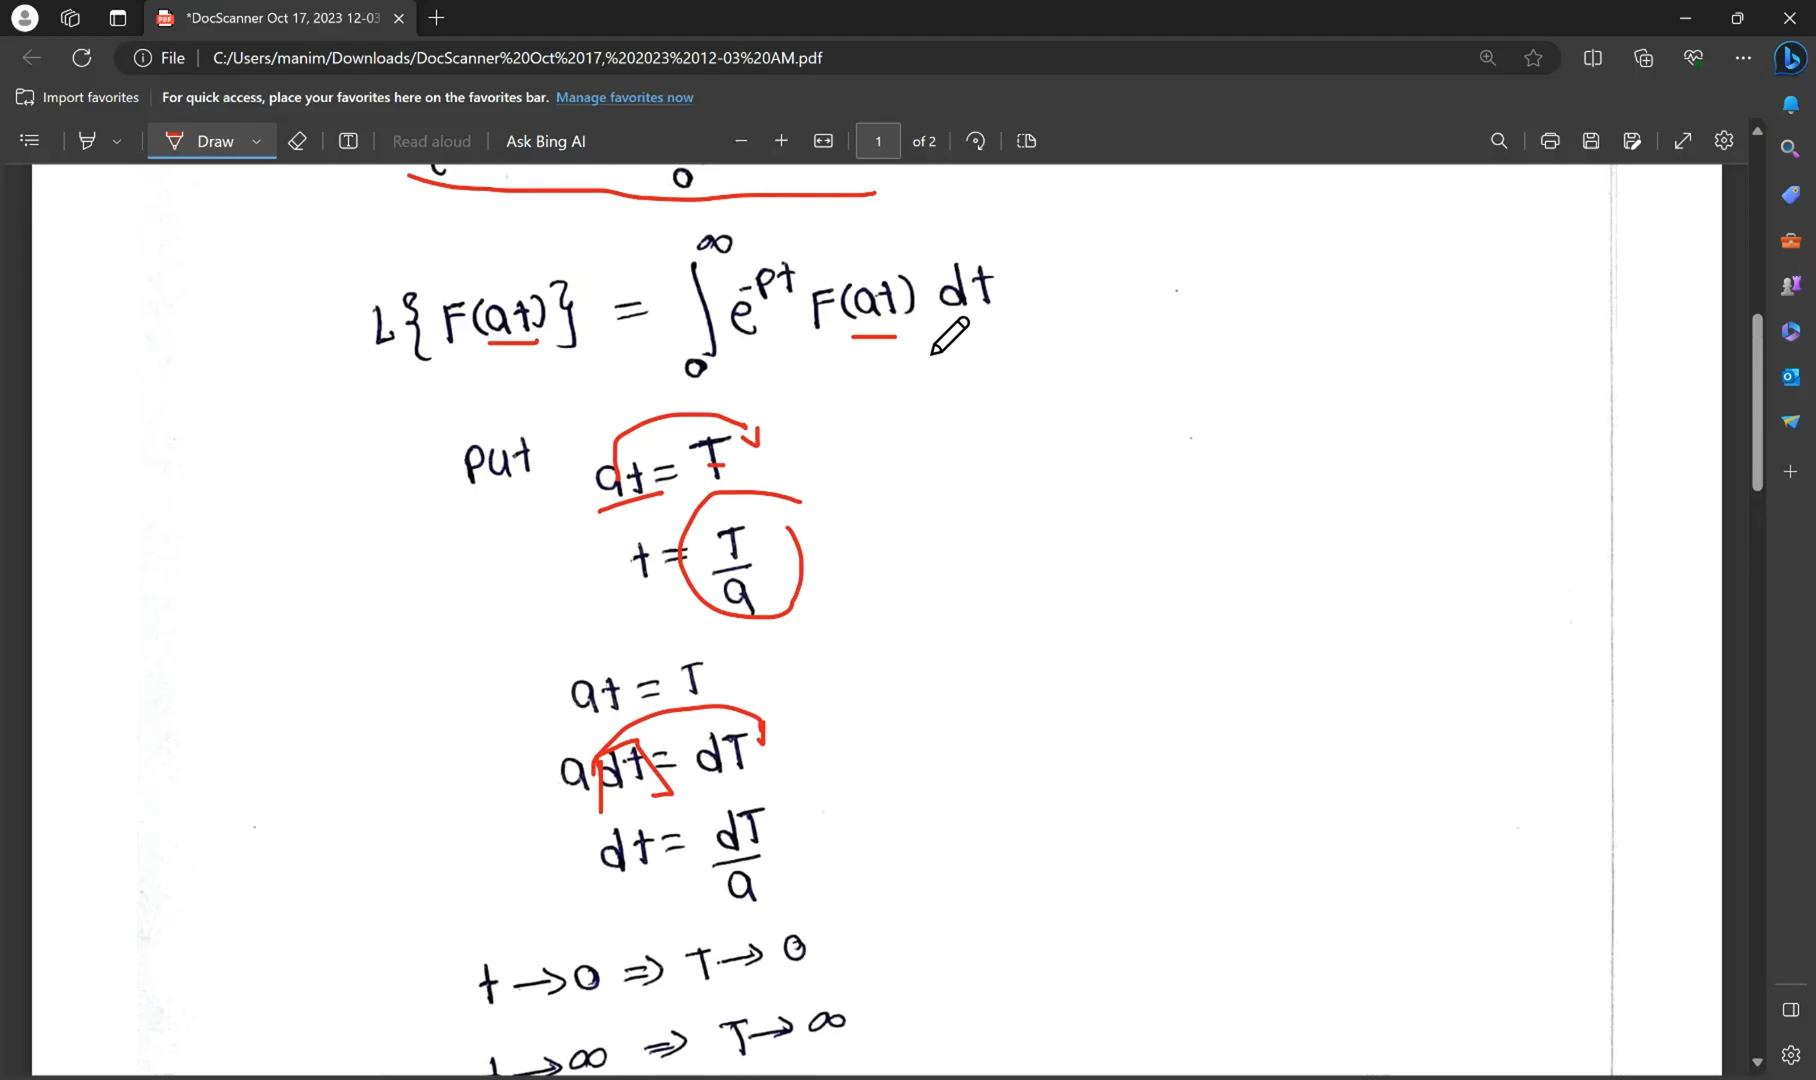 *DocScanner Oct 17, 2023 12-03
File C:/Users/manim/Downloads/DocScanner%20Oct%2017,%202023%2012-03%20AM.pdf
Import favorites For quick access, place your favorites here on the favorites bar. Manage favorites now
Draw Read aloud Ask Bing AI 1 of 2
0
L{F(at)} = ∫₀^∞ e^-pt F(at) dt
put at = T
t = T/a
at = T
adt = dT
dt = dT/a
t → 0 ⇒ T → 0
t → ∞ ⇒ T → ∞